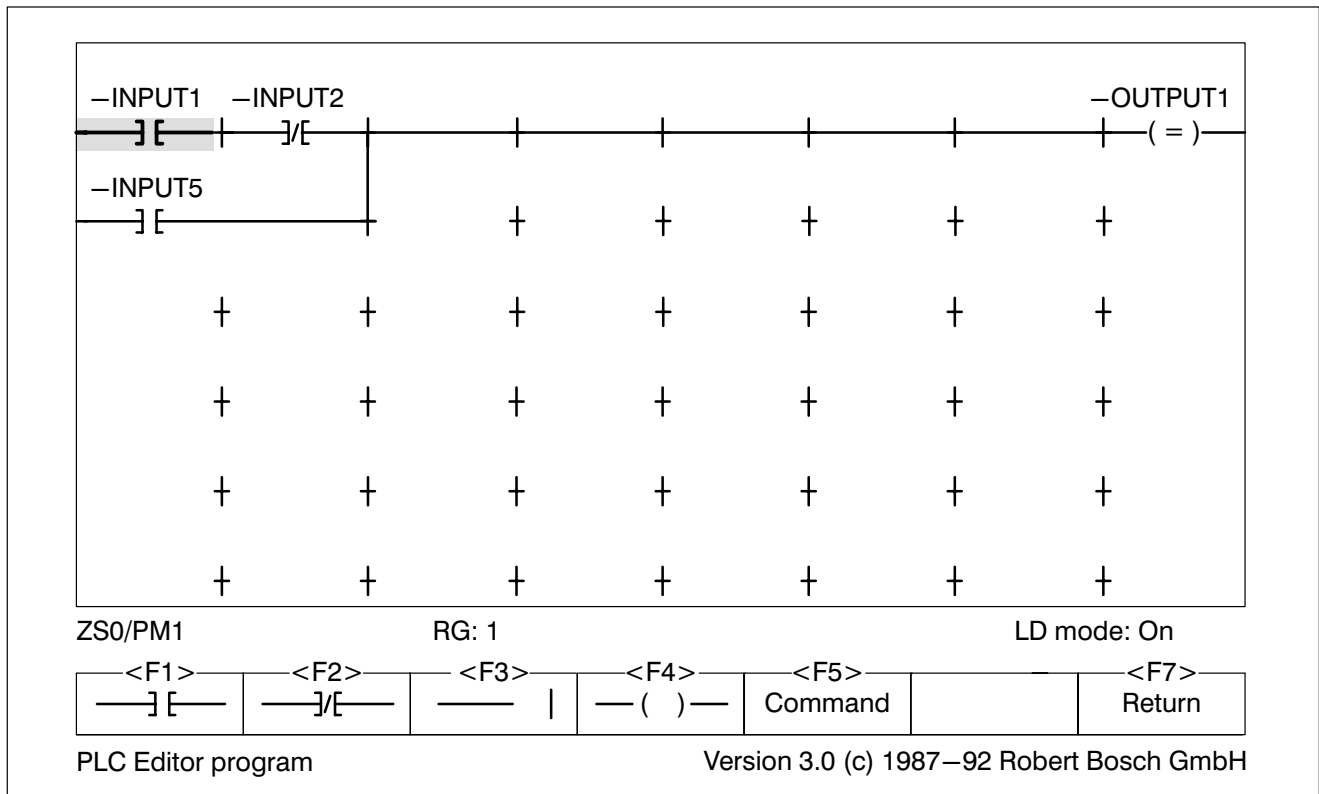 −INPUT1 −INPUT2 −OUTPUT1
( = )
−INPUT5
ZS0/PM1 RG: 1 LD mode: On
<F1> <F2> <F3> <F4> <F5> <F7>
( ) Command Return
PLC Editor program Version 3.0 (c) 1987−92 Robert Bosch GmbH